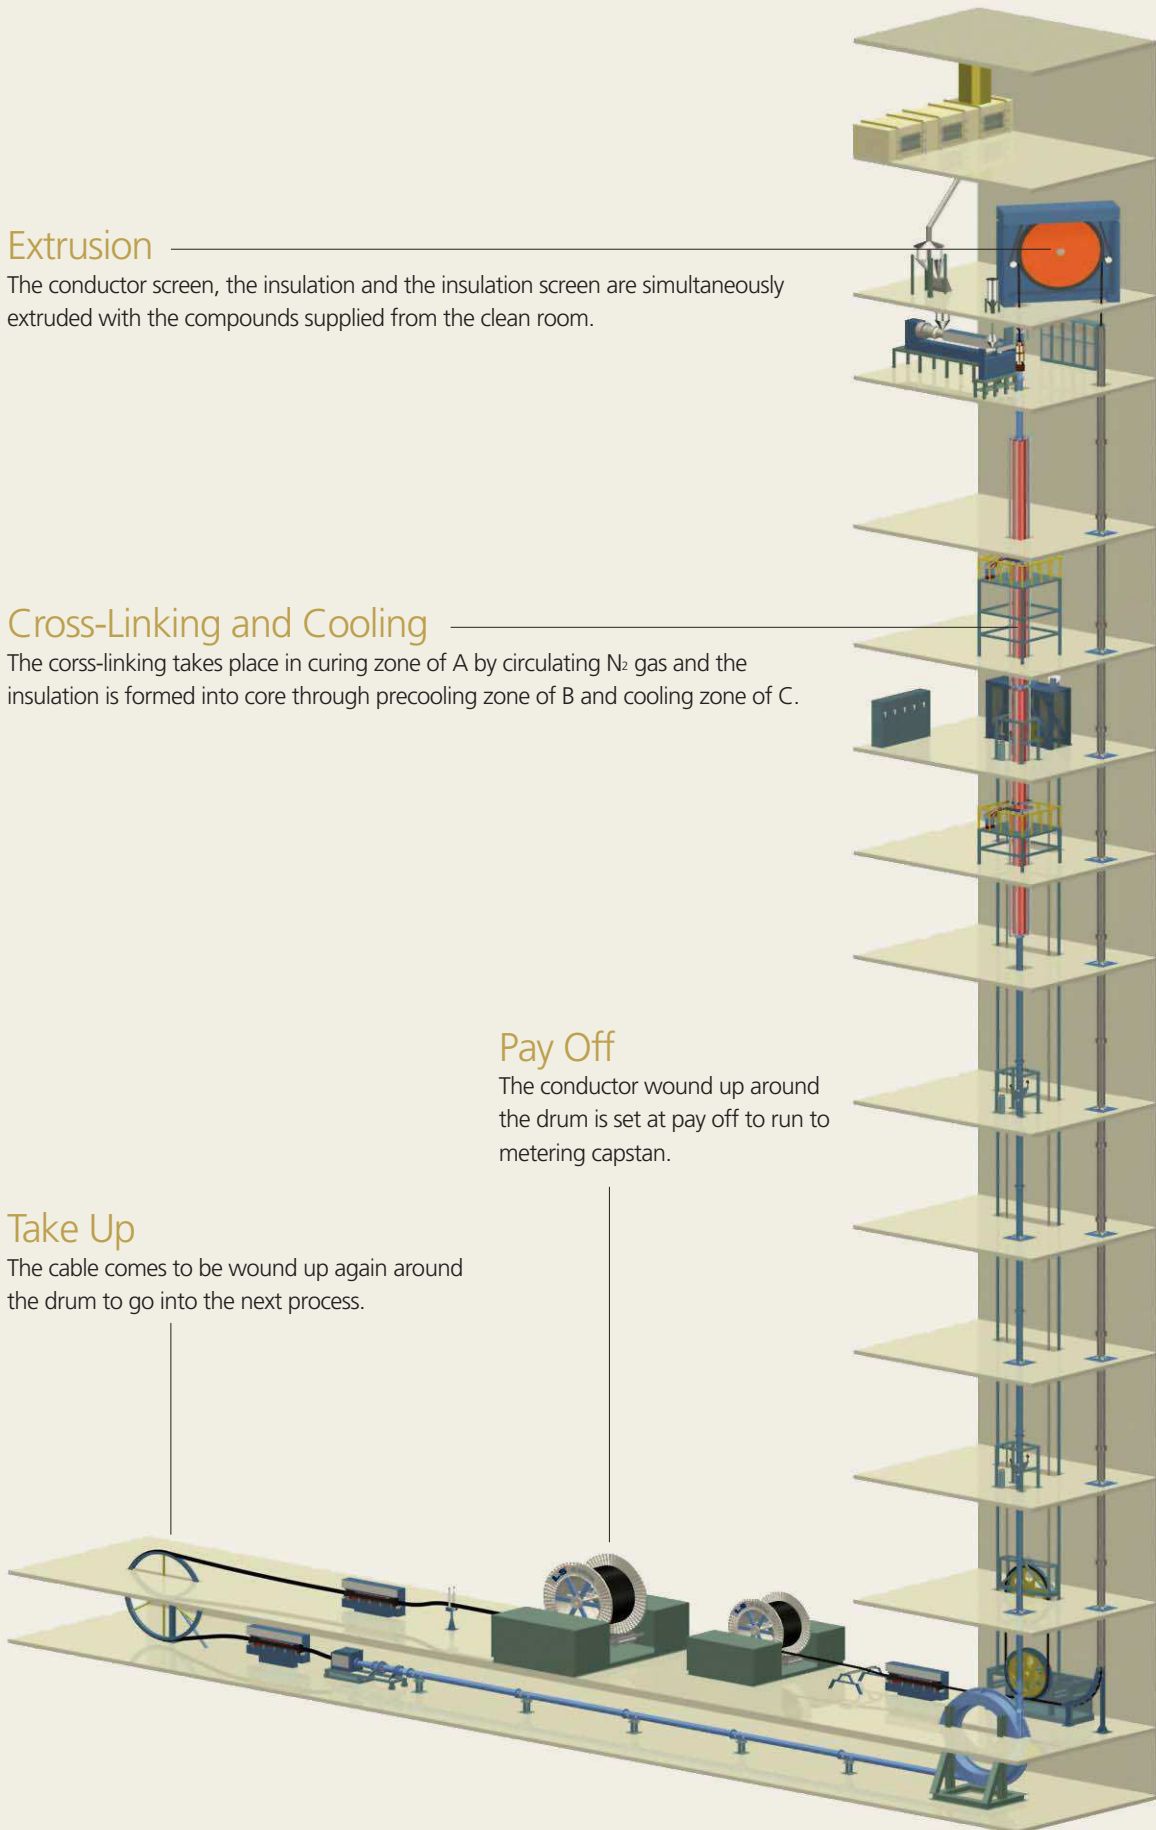 Extrusion
The conductor screen, the insulation and the insulation screen are simultaneously
extruded with the compounds supplied from the clean room.
Cross-Linking and Cooling
The corss-linking takes place in curing zone of A by circulating N₂ gas and the
insulation is formed into core through precooling zone of B and cooling zone of C.
Pay Off
The conductor wound up around
the drum is set at pay off to run to
metering capstan.
Take Up
The cable comes to be wound up again around
the drum to go into the next process.
LS
LS